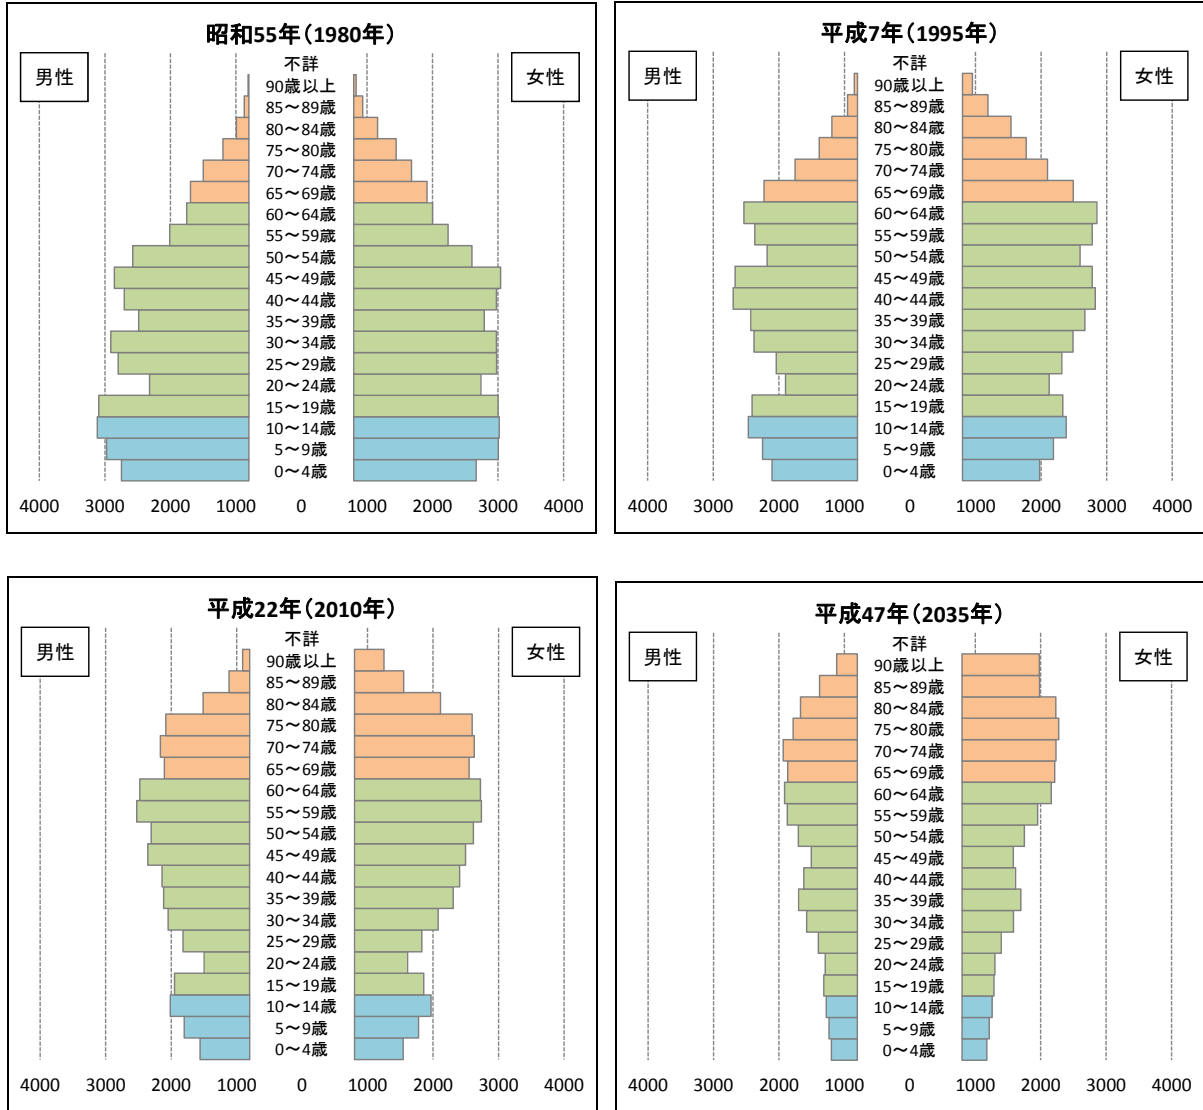 昭和55年(1980年)
男性
女性
不詳
90歳以上
85～89歳
80～84歳
75～80歳
70～74歳
65～69歳
60～64歳
55～59歳
50～54歳
45～49歳
40～44歳
35～39歳
30～34歳
25～29歳
20～24歳
15～19歳
10～14歳
5～9歳
0～4歳
4000 3000 2000 1000 0 1000 2000 3000 4000
平成7年(1995年)
男性
女性
不詳
90歳以上
85～89歳
80～84歳
75～80歳
70～74歳
65～69歳
60～64歳
55～59歳
50～54歳
45～49歳
40～44歳
35～39歳
30～34歳
25～29歳
20～24歳
15～19歳
10～14歳
5～9歳
0～4歳
4000 3000 2000 1000 0 1000 2000 3000 4000
平成22年(2010年)
男性
女性
不詳
90歳以上
85～89歳
80～84歳
75～80歳
70～74歳
65～69歳
60～64歳
55～59歳
50～54歳
45～49歳
40～44歳
35～39歳
30～34歳
25～29歳
20～24歳
15～19歳
10～14歳
5～9歳
0～4歳
4000 3000 2000 1000 0 1000 2000 3000 4000
平成47年(2035年)
男性
女性
不詳
90歳以上
85～89歳
80～84歳
75～80歳
70～74歳
65～69歳
60～64歳
55～59歳
50～54歳
45～49歳
40～44歳
35～39歳
30～34歳
25～29歳
20～24歳
15～19歳
10～14歳
5～9歳
0～4歳
4000 3000 2000 1000 0 1000 2000 3000 4000